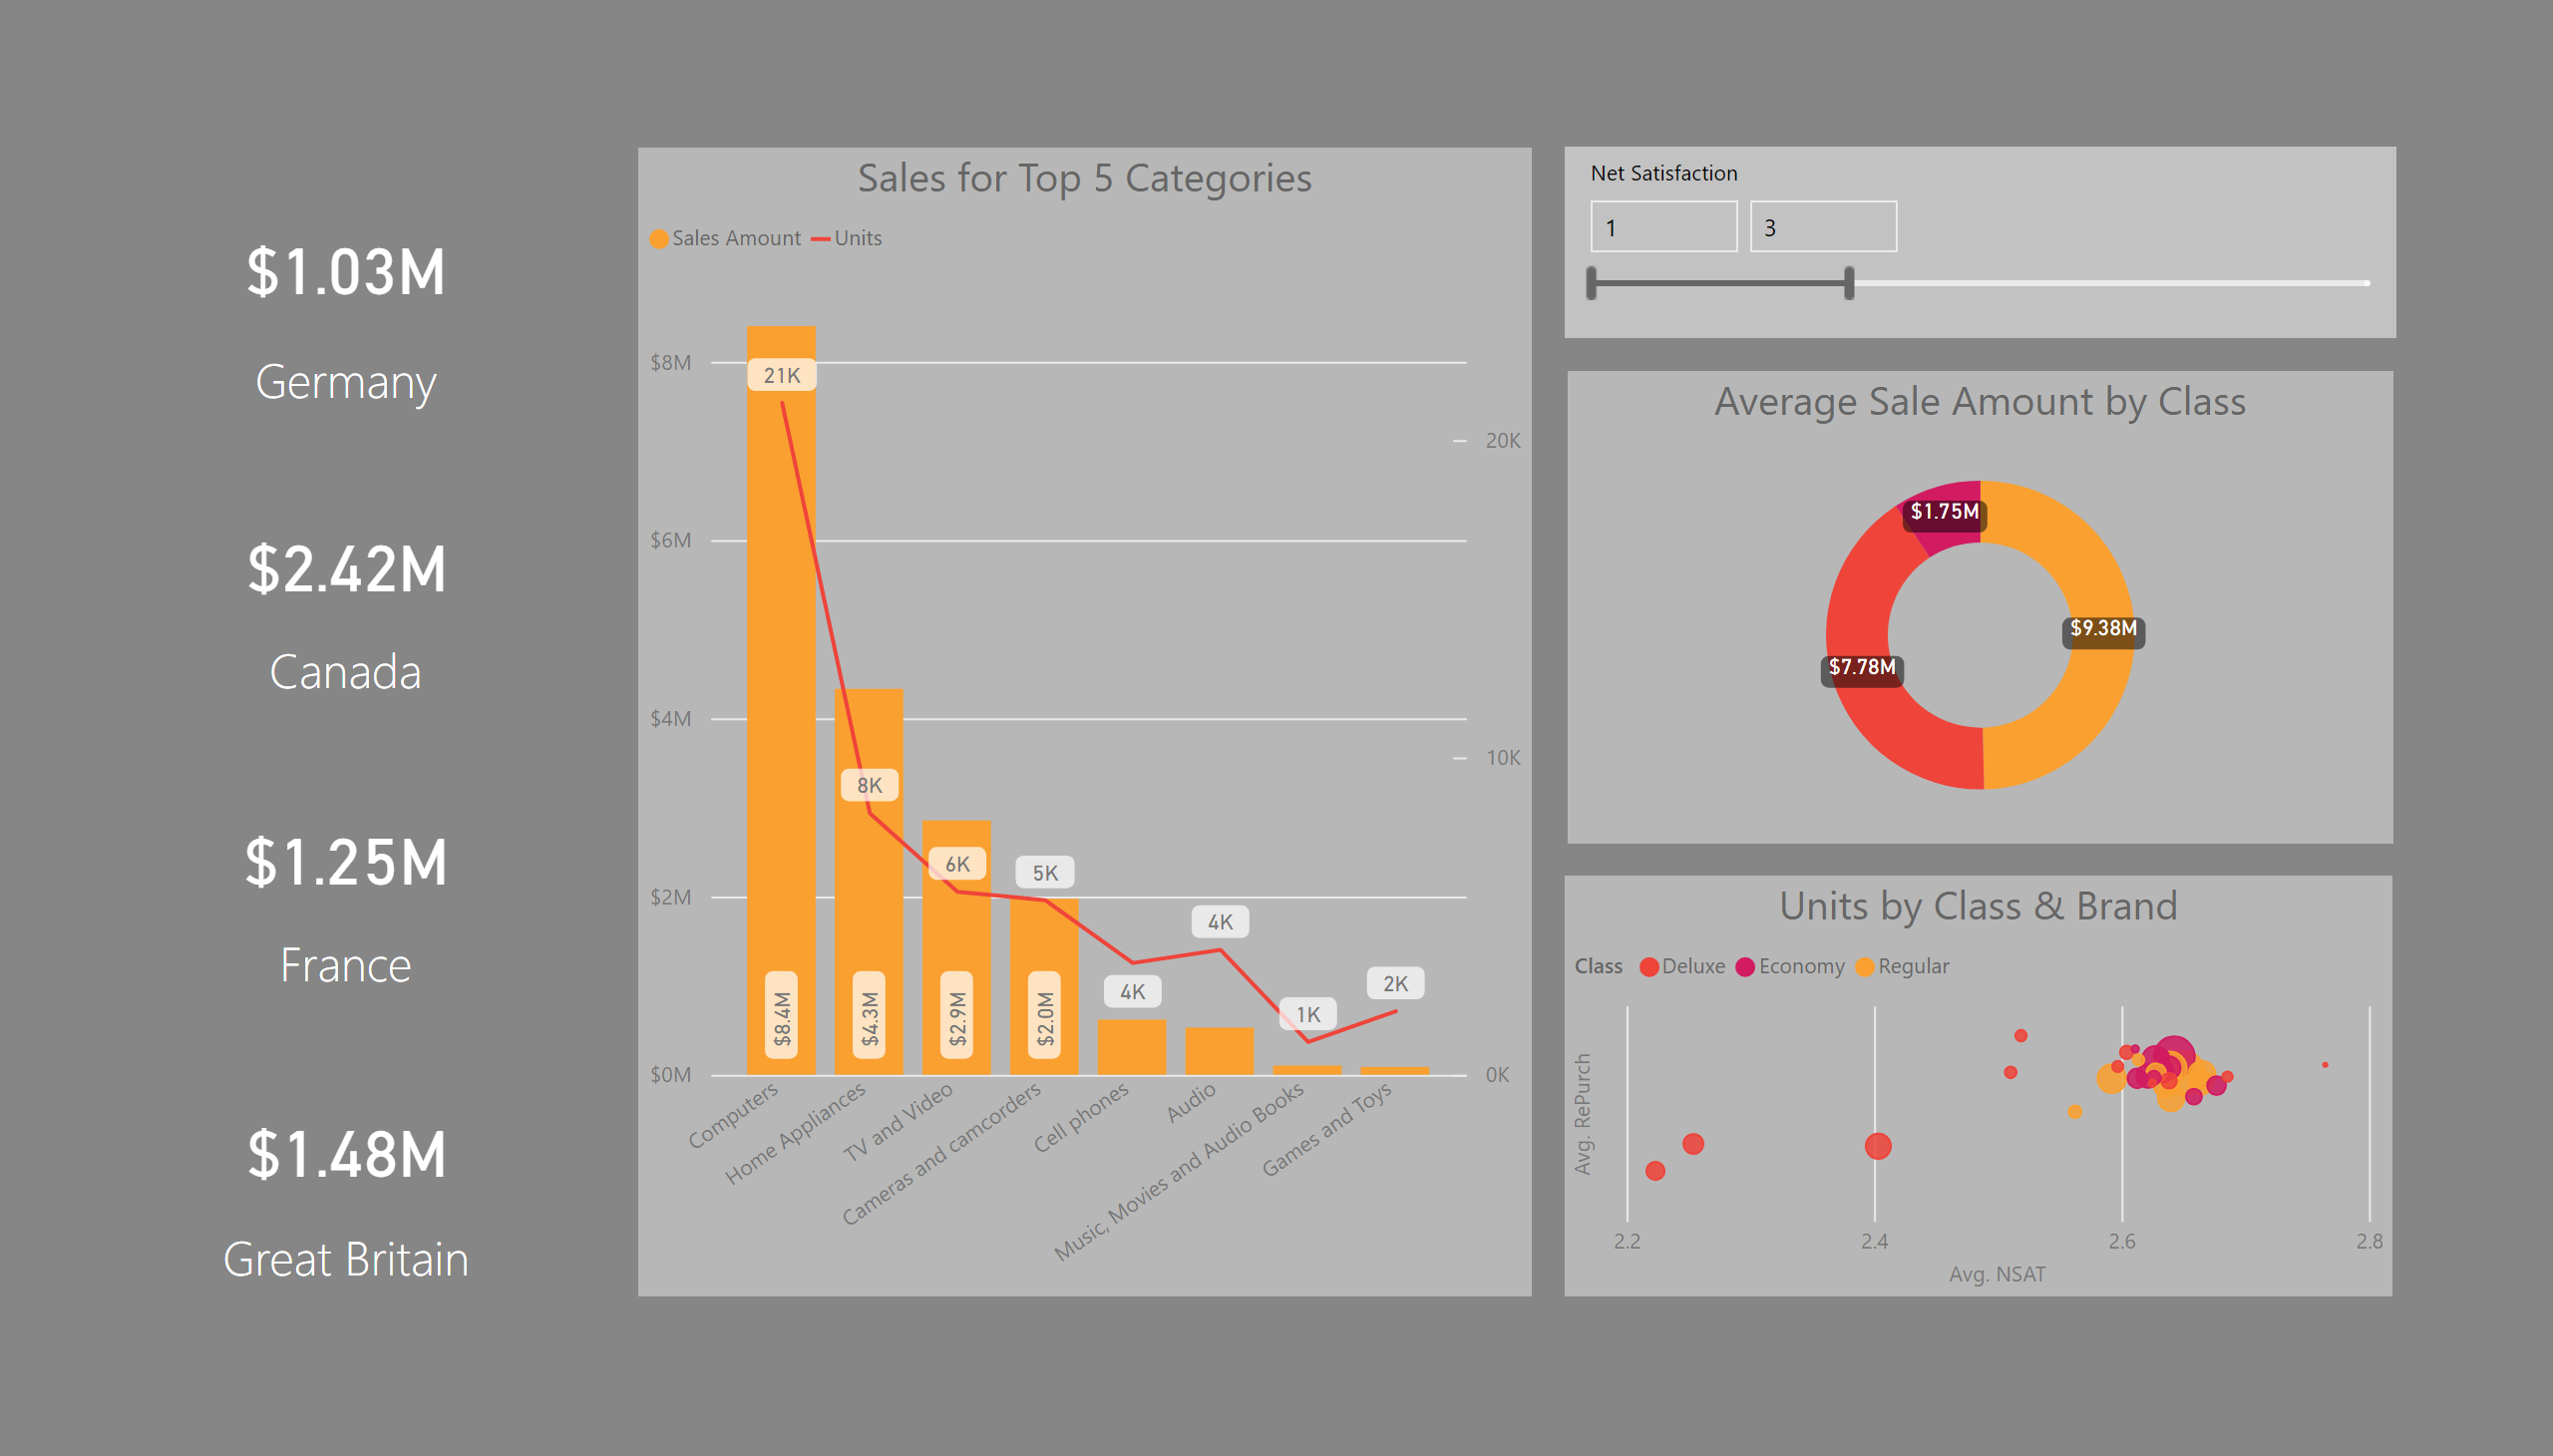 $1.03M
Germany
$2.42M
Canada
$1.25M
France
$1.48M
Great Britain
Sales for Top 5 Categories
Sales Amount Units
$8M
$6M
$4M
$2M
$0M
20K
10K
0K
21K
8K
6K
5K
4K
4K
1K
2K
$8.4M
$4.3M
$2.9M
$2.0M
Computers
Home Appliances
TV and Video
Cameras and camcorders
Cell phones
Audio
Music, Movies and Audio Books
Games and Toys
Net Satisfaction
1 3
Average Sale Amount by Class
$1.75M
$9.38M
$7.78M
Units by Class & Brand
Class Deluxe Economy Regular
Avg. RePurch
2.2 2.4 2.6 2.8
Avg. NSAT